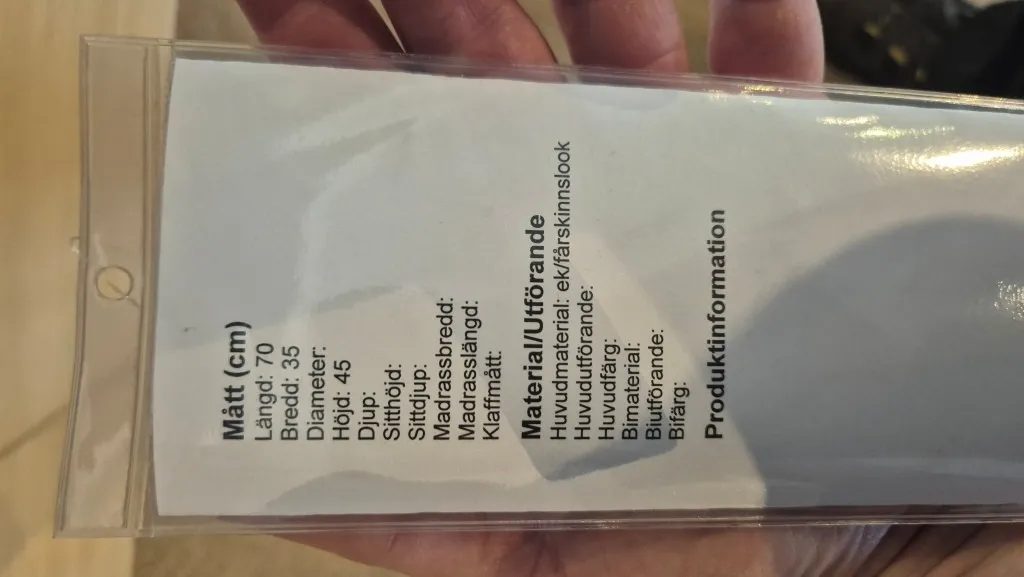 Mått (cm)
Längd: 70
Bredd: 35
Diameter:
Höjd: 45
Djup:
Sitthöjd:
Sittdjup:
Madrassbredd:
Madrasslängd:
Klaffmått:
Material/Utförande
Huvudmaterial: ek/fårskinnslook
Huvudutförande:
Huvudfärg:
Bimaterial:
Biutförande:
Bifärg:
Produktinformation